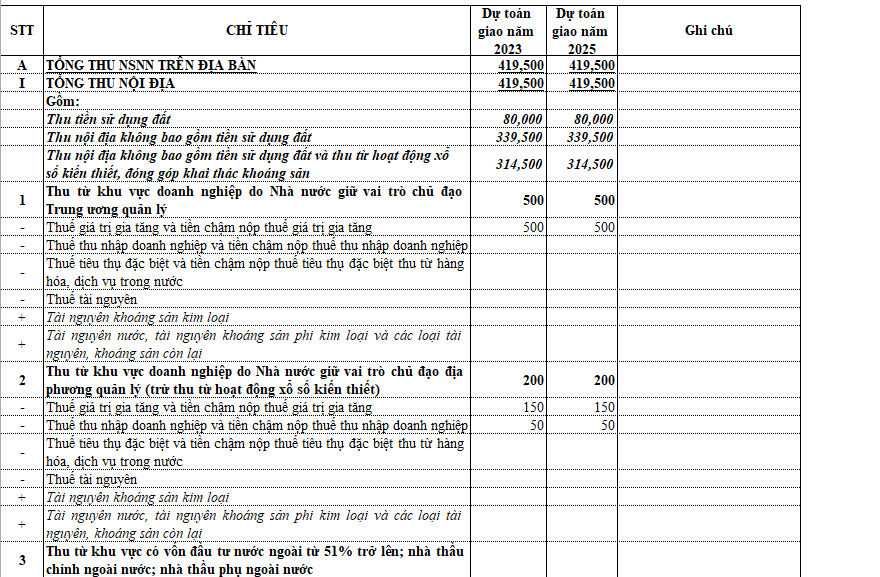 STT CHỈ TIÊU Dự toán giao năm 2023 Dự toán giao năm 2025 Ghi chú
A TỔNG THU NSNN TRÊN ĐỊA BÀN 419,500 419,500
I TỔNG THU NỘI ĐỊA 419,500 419,500
Gồm:
Thu tiền sử dụng đất 80,000 80,000
Thu nội địa không bao gồm tiền sử dụng đất 339,500 339,500
Thu nội địa không bao gồm tiền sử dụng đất và thu từ hoạt động xổ
số kiến thiết, đóng góp khai thác khoáng sản 314,500 314,500
1 Thu từ khu vực doanh nghiệp do Nhà nước giữ vai trò chủ đạo
Trung ương quản lý 500 500
- Thuế giá trị gia tăng và tiền chậm nộp thuế giá trị gia tăng 500 500
- Thuế thu nhập doanh nghiệp và tiền chậm nộp thuế thu nhập doanh nghiệp
- Thuế tiêu thụ đặc biệt và tiền chậm nộp thuế tiêu thụ đặc biệt thu từ hàng
hóa, dịch vụ trong nước
- Thuế tài nguyên
+ Tài nguyên khoáng sản kim loại
+ Tài nguyên nước, tài nguyên khoáng sản phi kim loại và các loại tài
nguyên, khoáng sản còn lại
2 Thu từ khu vực doanh nghiệp do Nhà nước giữ vai trò chủ đạo địa
phương quản lý (trừ thu từ hoạt động xổ số kiến thiết) 200 200
- Thuế giá trị gia tăng và tiền chậm nộp thuế giá trị gia tăng 150 150
- Thuế thu nhập doanh nghiệp và tiền chậm nộp thuế thu nhập doanh nghiệp 50 50
- Thuế tiêu thụ đặc biệt và tiền chậm nộp thuế tiêu thụ đặc biệt thu từ hàng
hóa, dịch vụ trong nước
- Thuế tài nguyên
+ Tài nguyên khoáng sản kim loại
+ Tài nguyên nước, tài nguyên khoáng sản phi kim loại và các loại tài
nguyên, khoáng sản còn lại
3 Thu từ khu vực có vốn đầu tư nước ngoài từ 51% trở lên; nhà thầu
chính ngoài nước; nhà thầu phụ ngoài nước